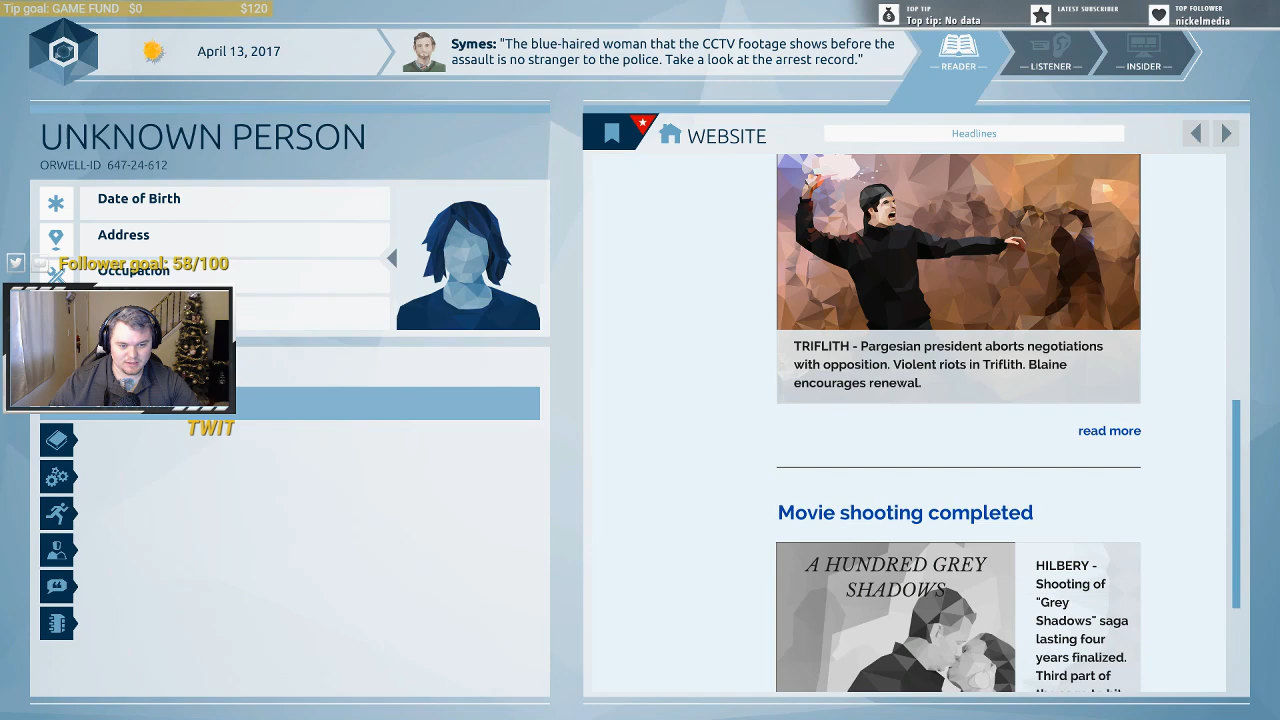 Tip goal: GAME FUND $0 $120
TOP TIP
Top tip: No data
LATEST SUBSCRIBER
TOP FOLLOWER
nickelmedia
April 13, 2017
Symes: "The blue-haired woman that the CCTV footage shows before the
assault is no stranger to the police. Take a look at the arrest record."
— READER —
— LISTENER —
— INSIDER —
UNKNOWN PERSON
ORWELL-ID 647-24-612
Date of Birth
Address
Occupation
Follower goal: 58/100
TWIT
WEBSITE
Headlines
TRIFLITH - Pargesian president aborts negotiations
with opposition. Violent riots in Triflith. Blaine
encourages renewal.
read more
Movie shooting completed
A HUNDRED GREY
SHADOWS
HILBERY -
Shooting of
"Grey
Shadows" saga
lasting four
years finalized.
Third part of